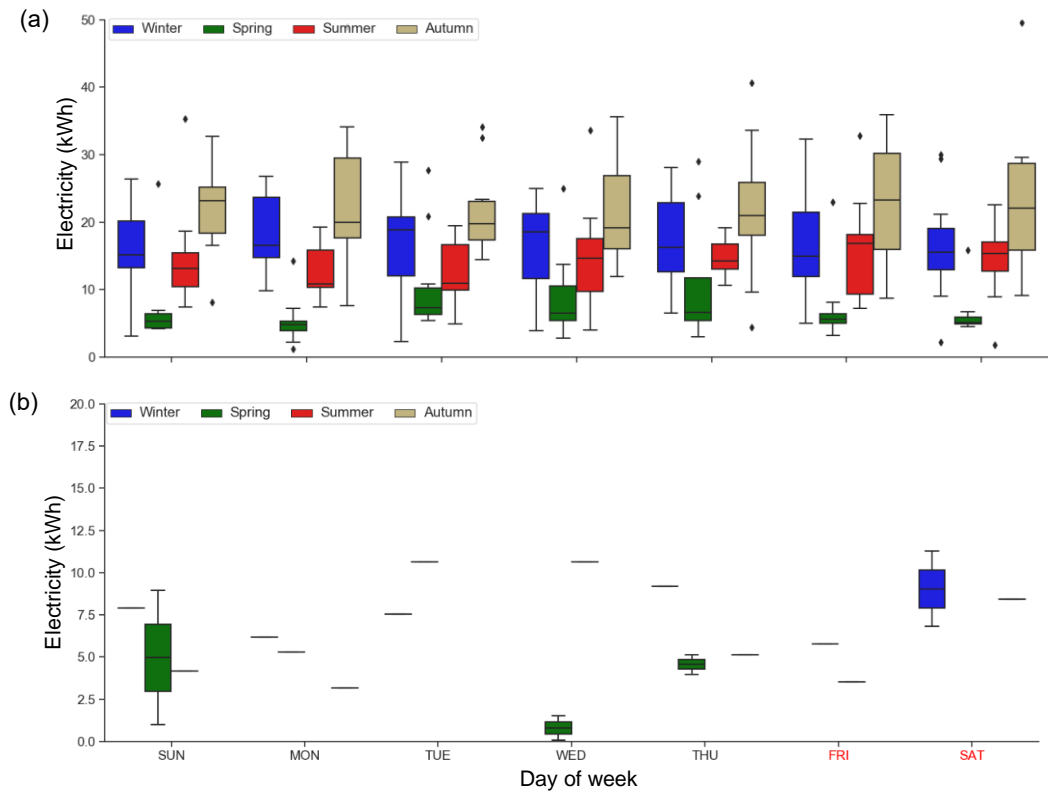 (a)
Winter Spring Summer Autumn
50
40
30
20
10
0
Electricity (kWh)
(b)
Winter Spring Summer Autumn
20.0
17.5
15.0
12.5
10.0
7.5
5.0
2.5
0.0
Electricity (kWh)
SUN MON TUE WED THU FRI SAT
Day of week